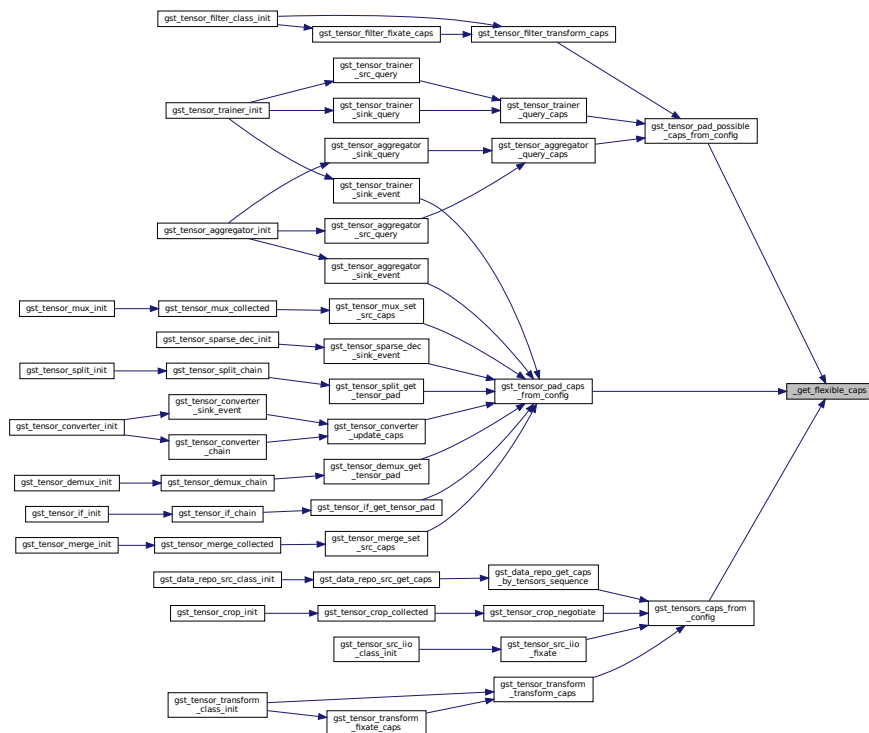 gst_tensor_filter_class_init
gst_tensor_filter_fixate_caps
gst_tensor_filter_transform_caps
gst_tensor_trainer
_src_query
gst_tensor_trainer_init
gst_tensor_trainer
_sink_query
gst_tensor_trainer
_query_caps
gst_tensor_pad_possible
_caps_from_config
gst_tensor_aggregator
_sink_query
gst_tensor_aggregator
_query_caps
gst_tensor_trainer
_sink_event
gst_tensor_aggregator_init
gst_tensor_aggregator
_src_query
gst_tensor_aggregator
_sink_event
gst_tensor_mux_init
gst_tensor_mux_collected
gst_tensor_mux_set
_src_caps
gst_tensor_sparse_dec_init
gst_tensor_sparse_dec
_sink_event
gst_tensor_split_init
gst_tensor_split_chain
gst_tensor_split_get
_tensor_pad
gst_tensor_pad_caps
_from_config
_get_flexible_caps
gst_tensor_converter
_sink_event
gst_tensor_converter_init
gst_tensor_converter
_chain
gst_tensor_converter
_update_caps
gst_tensor_demux_init
gst_tensor_demux_chain
gst_tensor_demux_get
_tensor_pad
gst_tensor_if_init
gst_tensor_if_chain
gst_tensor_if_get_tensor_pad
gst_tensor_merge_init
gst_tensor_merge_collected
gst_tensor_merge_set
_src_caps
gst_data_repo_src_class_init
gst_data_repo_src_get_caps
gst_data_repo_get_caps
_by_tensors_sequence
gst_tensor_crop_init
gst_tensor_crop_collected
gst_tensor_crop_negotiate
gst_tensors_caps_from
_config
gst_tensor_src_iio
_class_init
gst_tensor_src_iio
_fixate
gst_tensor_transform
_transform_caps
gst_tensor_transform
_class_init
gst_tensor_transform
_fixate_caps